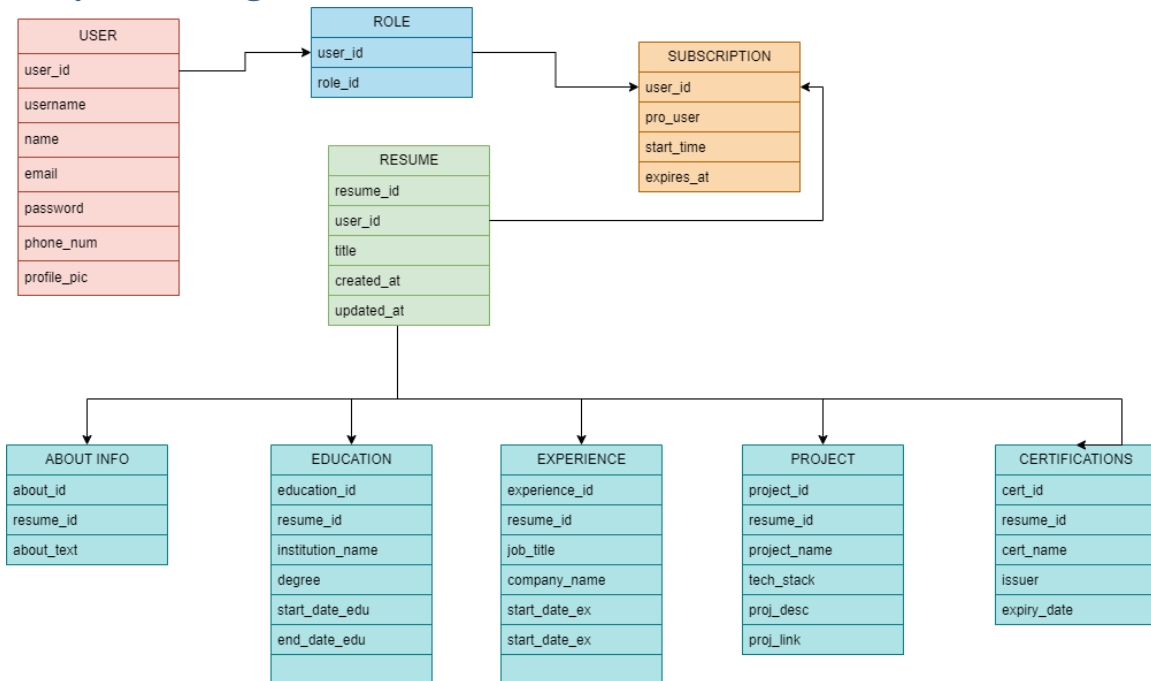 USER
user_id
username
name
email
password
phone_num
profile_pic
ROLE
user_id
role_id
SUBSCRIPTION
user_id
pro_user
start_time
expires_at
RESUME
resume_id
user_id
title
created_at
updated_at
ABOUT INFO
about_id
resume_id
about_text
EDUCATION
education_id
resume_id
institution_name
degree
start_date_edu
end_date_edu
EXPERIENCE
experience_id
resume_id
job_title
company_name
start_date_ex
start_date_ex
PROJECT
project_id
resume_id
project_name
tech_stack
proj_desc
proj_link
CERTIFICATIONS
cert_id
resume_id
cert_name
issuer
expiry_date